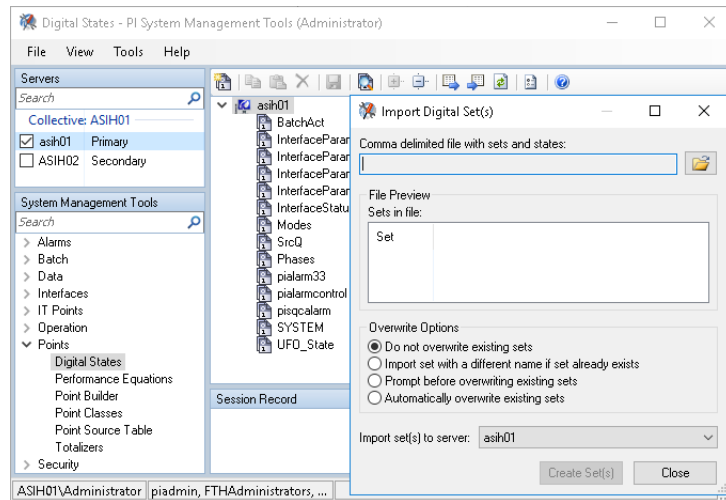 Digital States - PI System Management Tools (Administrator)
File View Tools Help
Servers
Search
Collective: ASIH01
asih01 Primary
ASIH02 Secondary
System Management Tools
Search
Alarms
Batch
Data
Interfaces
IT Points
Operation
Points
Digital States
Performance Equations
Point Builder
Point Classes
Point Source Table
Totalizers
Security
asih01
BatchAct
InterfaceParar
InterfaceParar
InterfaceParar
InterfaceParar
InterfaceStatu
Modes
SrcQ
Phases
pialarm33
pialarmcontrol
pisqcalarm
SYSTEM
UFO_State
Session Record
Import Digital Set(s)
Comma delimited file with sets and states:
File Preview
Sets in file:
Set
Overwrite Options
Do not overwrite existing sets
Import set with a different name if set already exists
Prompt before overwriting existing sets
Automatically overwrite existing sets
Import set(s) to server: asih01
Create Set(s) Close
ASIH01\Administrator piadmin, FTHAdministrators, ...